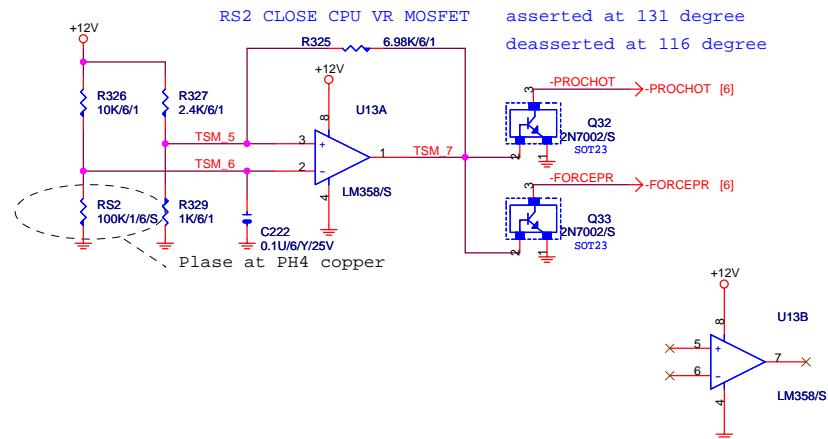 RS2 CLOSE CPU VR MOSFET asserted at 131 degree
deasserted at 116 degree
+12V
R325 6.98K/6/1
+12V
R326
10K/6/1
R327
2.4K/6/1
U13A
8
TSM_5 3 +
TSM_6 2 -
1 TSM_7
4
LM358/S
RS2
100K/1/6/S
R329
1K/6/1
C222
0.1U/6/Y/25V
Plase at PH4 copper
-PROCHOT
-PROCHOT [6]
3
Q32
2N7002/S
SOT23
2
1
-FORCEPR
-FORCEPR [6]
3
Q33
2N7002/S
SOT23
2
1
+12V
U13B
8
5 +
6 -
7
4
LM358/S